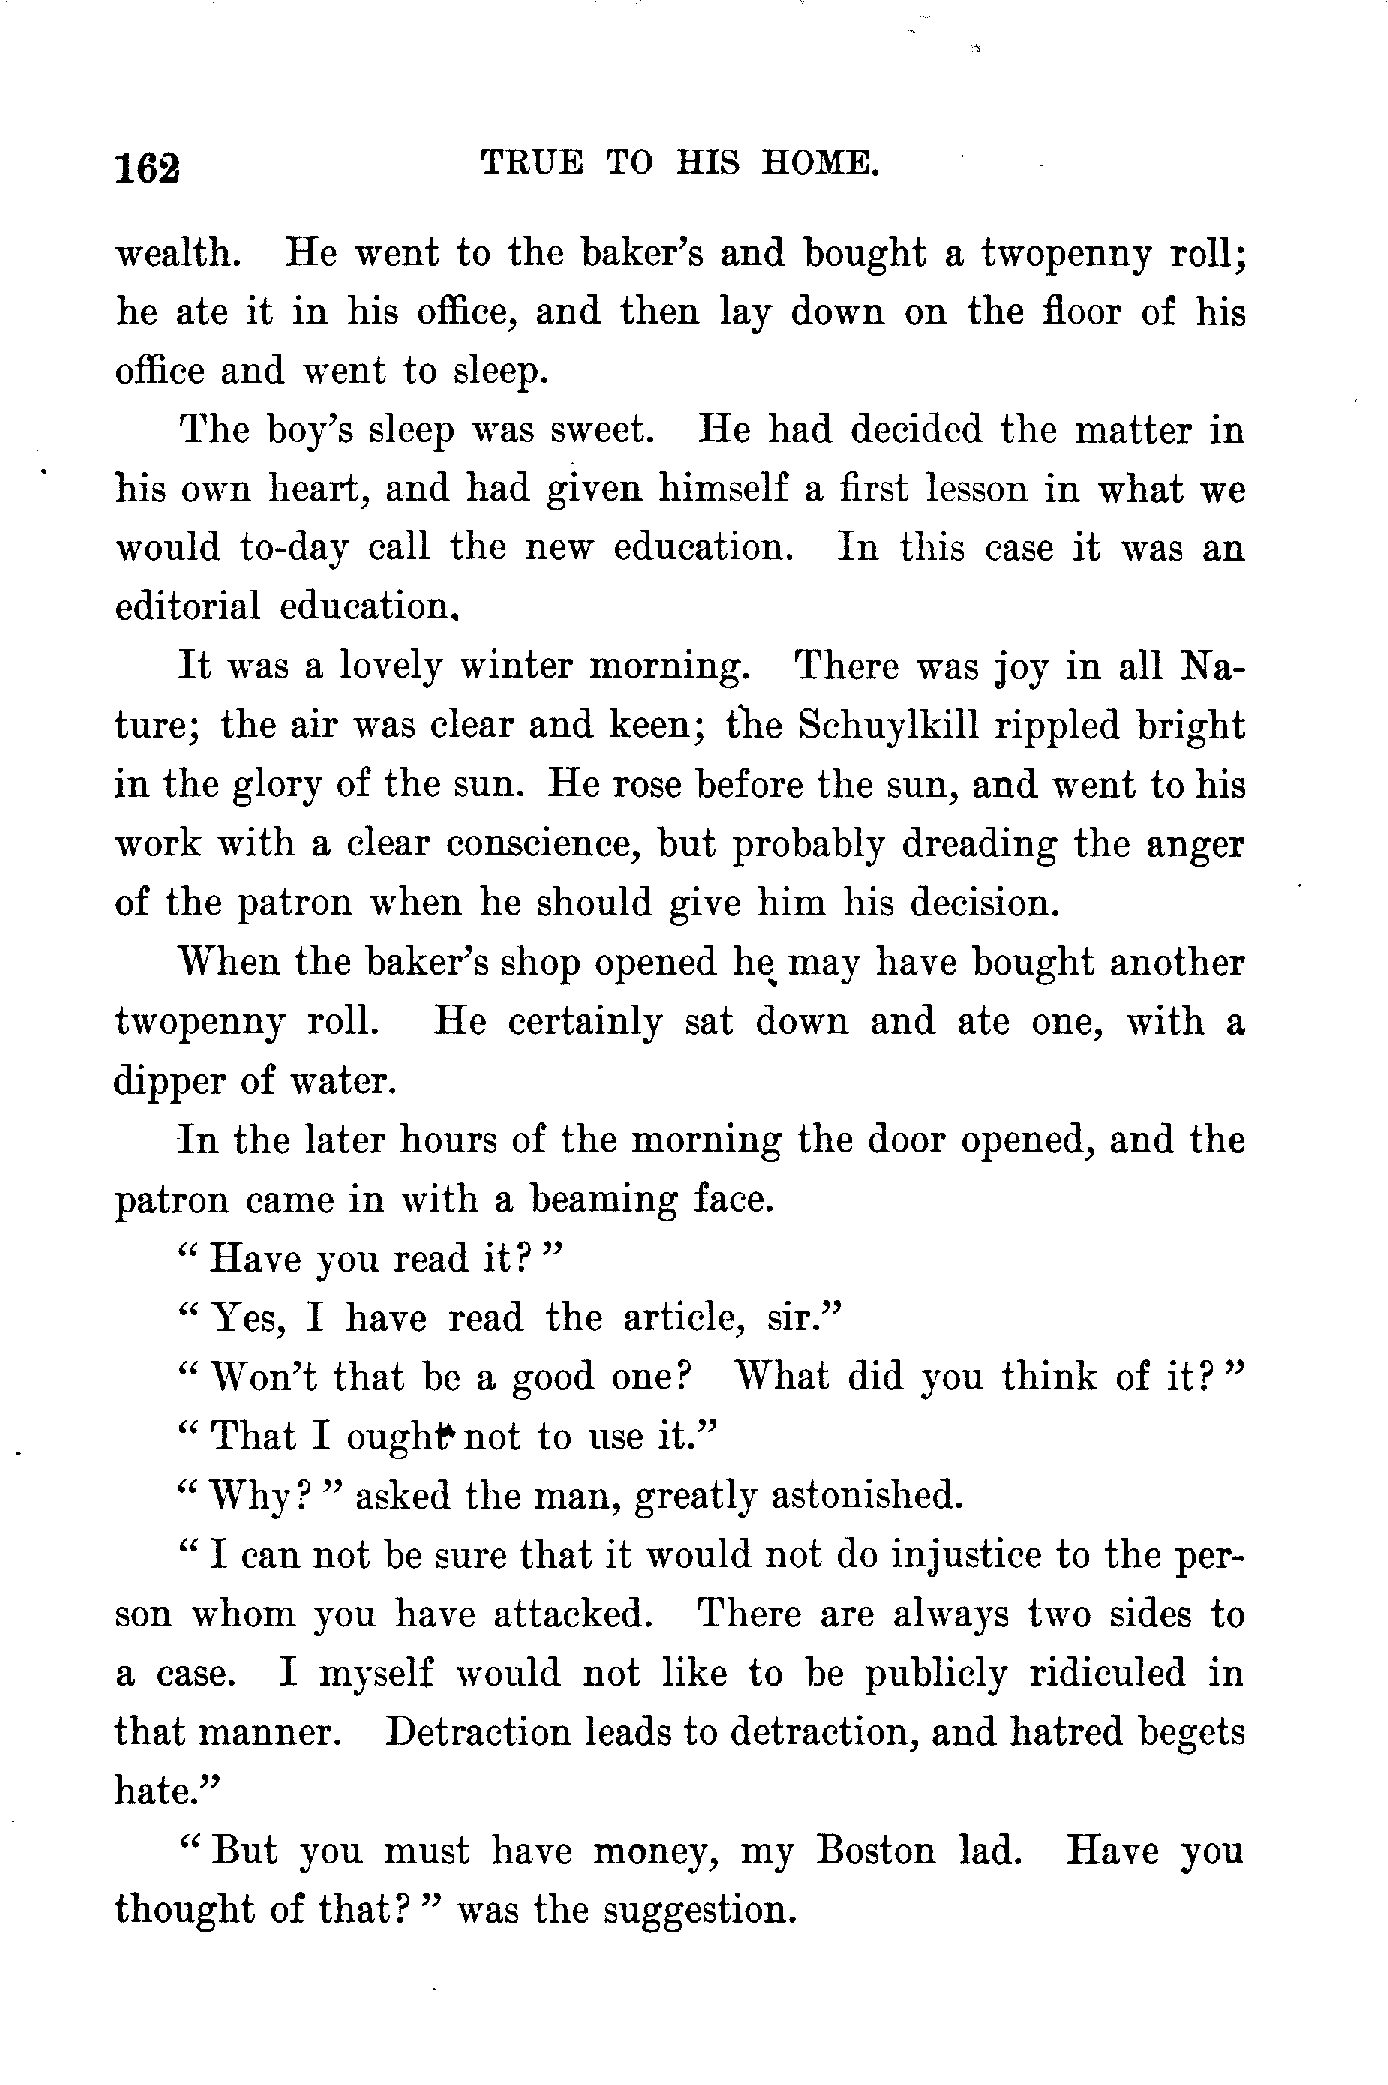 162 TRUE TO HIS HOME.
wealth. He went to the baker's and bought a twopenny roll;
he ate it in his office, and then lay down on the floor of his
office and went to sleep.
The boy's sleep was sweet. He had decided the matter in
his own heart, and had given himself a first lesson in what we
would to-day call the new education. In this case it was an
editorial education.
It was a lovely winter morning. There was joy in all Na-
ture; the air was clear and keen; the Schuylkill rippled bright
in the glory of the sun. He rose before the sun, and went to his
work with a clear conscience, but probably dreading the anger
of the patron when he should give him his decision.
When the baker's shop opened he may have bought another
twopenny roll. He certainly sat down and ate one, with a
dipper of water.
In the later hours of the morning the door opened, and the
patron came in with a beaming face.
“ Have you read it? ”
“ Yes, I have read the article, sir.”
“ Won't that be a good one? What did you think of it? ”
“ That I ought not to use it.”
“ Why? ” asked the man, greatly astonished.
“ I can not be sure that it would not do injustice to the per-
son whom you have attacked. There are always two sides to
a case. I myself would not like to be publicly ridiculed in
that manner. Detraction leads to detraction, and hatred begets
hate.”
“ But you must have money, my Boston lad. Have you
thought of that? ” was the suggestion.